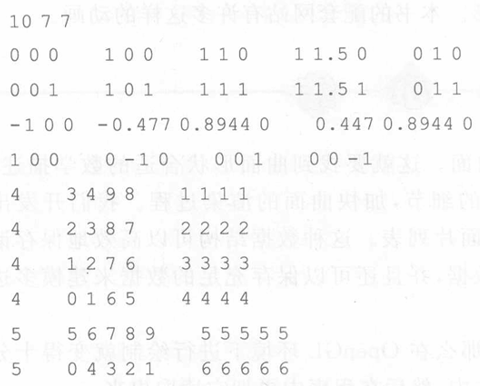 10 7 7
0 0 0 1 0 0 1 1 0 1 1.5 0 0 1 0
0 0 1 1 0 1 1 1 1 1 1.5 1 0 1 1
-1 0 0 -0.477 0.8944 0 0.447 0.8944 0
1 0 0 0 -1 0 0 0 1 0 0 -1
4 3 4 9 8 1 1 1 1
4 2 3 8 7 2 2 2 2
4 1 2 7 6 3 3 3 3
4 0 1 6 5 4 4 4 4
5 5 6 7 8 9 5 5 5 5 5
5 0 4 3 2 1 6 6 6 6 6